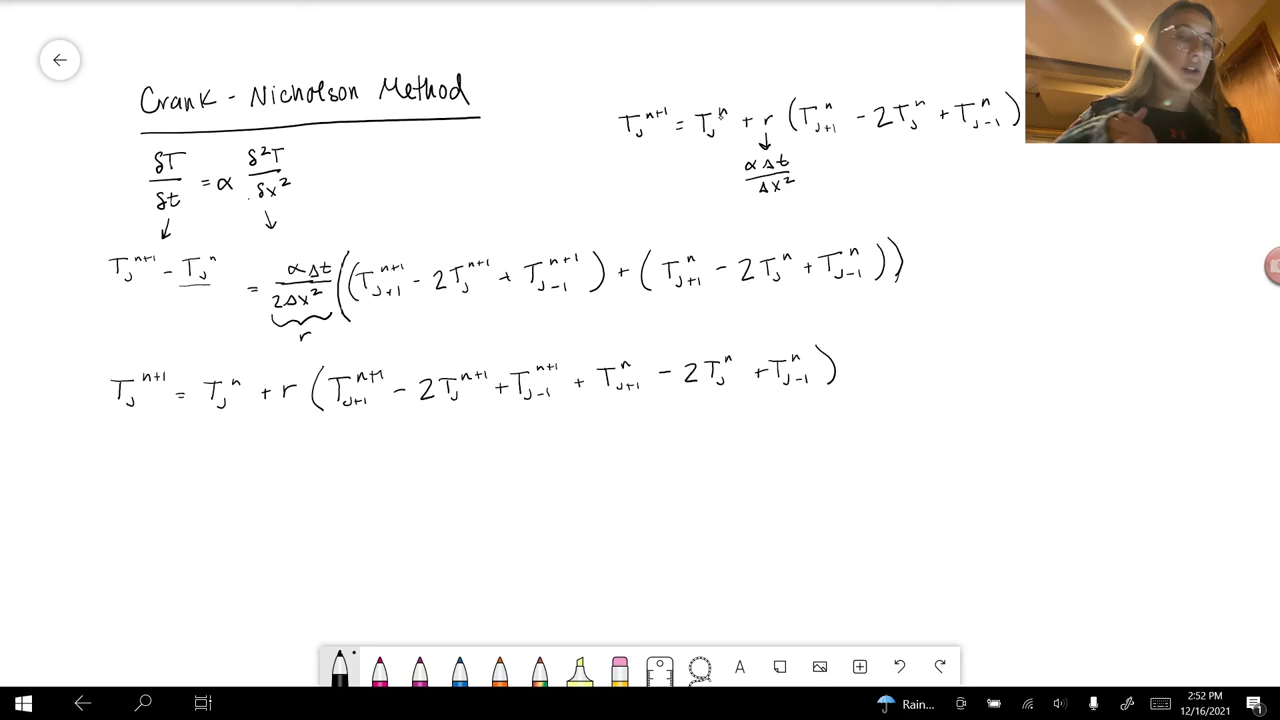 Crank - Nicholson Method
T_j^{n+1} = T_j^n + r (T_{j+1}^n - 2T_j^n + T_{j-1}^n)
↓
αΔt / Δx²
δT/δt = α δ²T/δx²
↓ ↓
T_j^{n+1} - T_j^n = αΔt/2Δx² ((T_{j+1}^{n+1} - 2T_j^{n+1} + T_{j-1}^{n+1}) + (T_{j+1}^n - 2T_j^n + T_{j-1}^n))
r
T_j^{n+1} = T_j^n + r (T_{j+1}^{n+1} - 2T_j^{n+1} + T_{j-1}^{n+1} + T_{j+1}^n - 2T_j^n + T_{j-1}^n)
A
Rain...
2:52 PM
12/16/2021
1